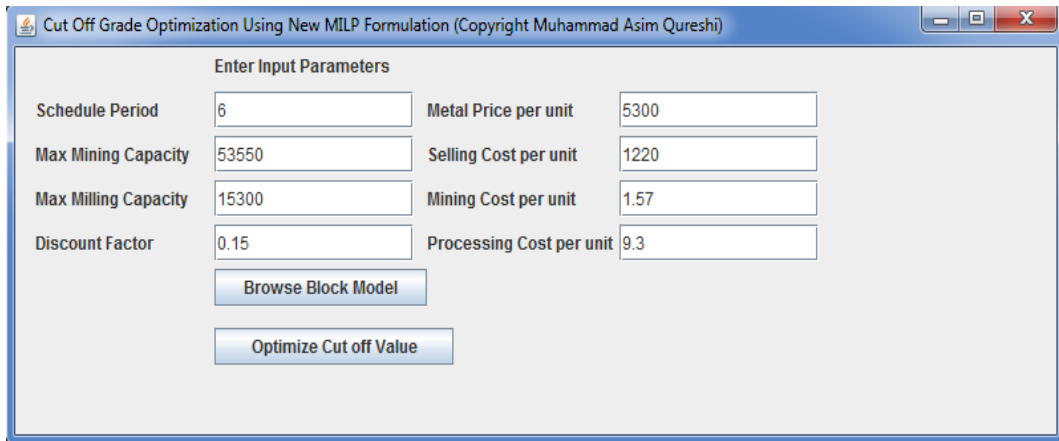 Cut Off Grade Optimization Using New MILP Formulation (Copyright Muhammad Asim Qureshi)
Enter Input Parameters
Schedule Period 6 Metal Price per unit 5300
Max Mining Capacity 53550 Selling Cost per unit 1220
Max Milling Capacity 15300 Mining Cost per unit 1.57
Discount Factor 0.15 Processing Cost per unit 9.3
Browse Block Model
Optimize Cut off Value